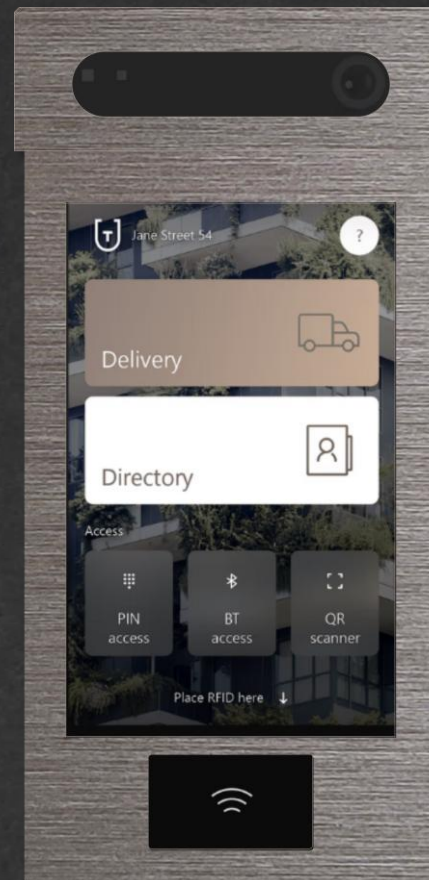 T
Jane Street 54
?
Delivery
Directory
Access
PIN
access
BT
access
QR
scanner
Place RFID here ↓